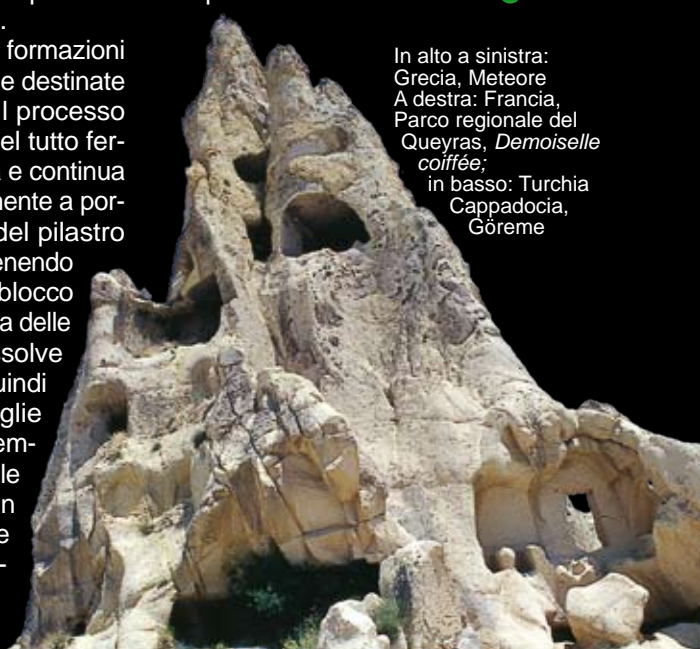 formazioni
e destinate
l processo
el tutto fer-
e continua
nente a por-
del pilastro
enendo
blocco
a delle
solve
uindi
glie
em-
le
n
e
-
In alto a sinistra:
Grecia, Meteore
A destra: Francia,
Parco regionale del
Queyras, Demoiselle
coiffée;
in basso: Turchia
Cappadocia,
Göreme